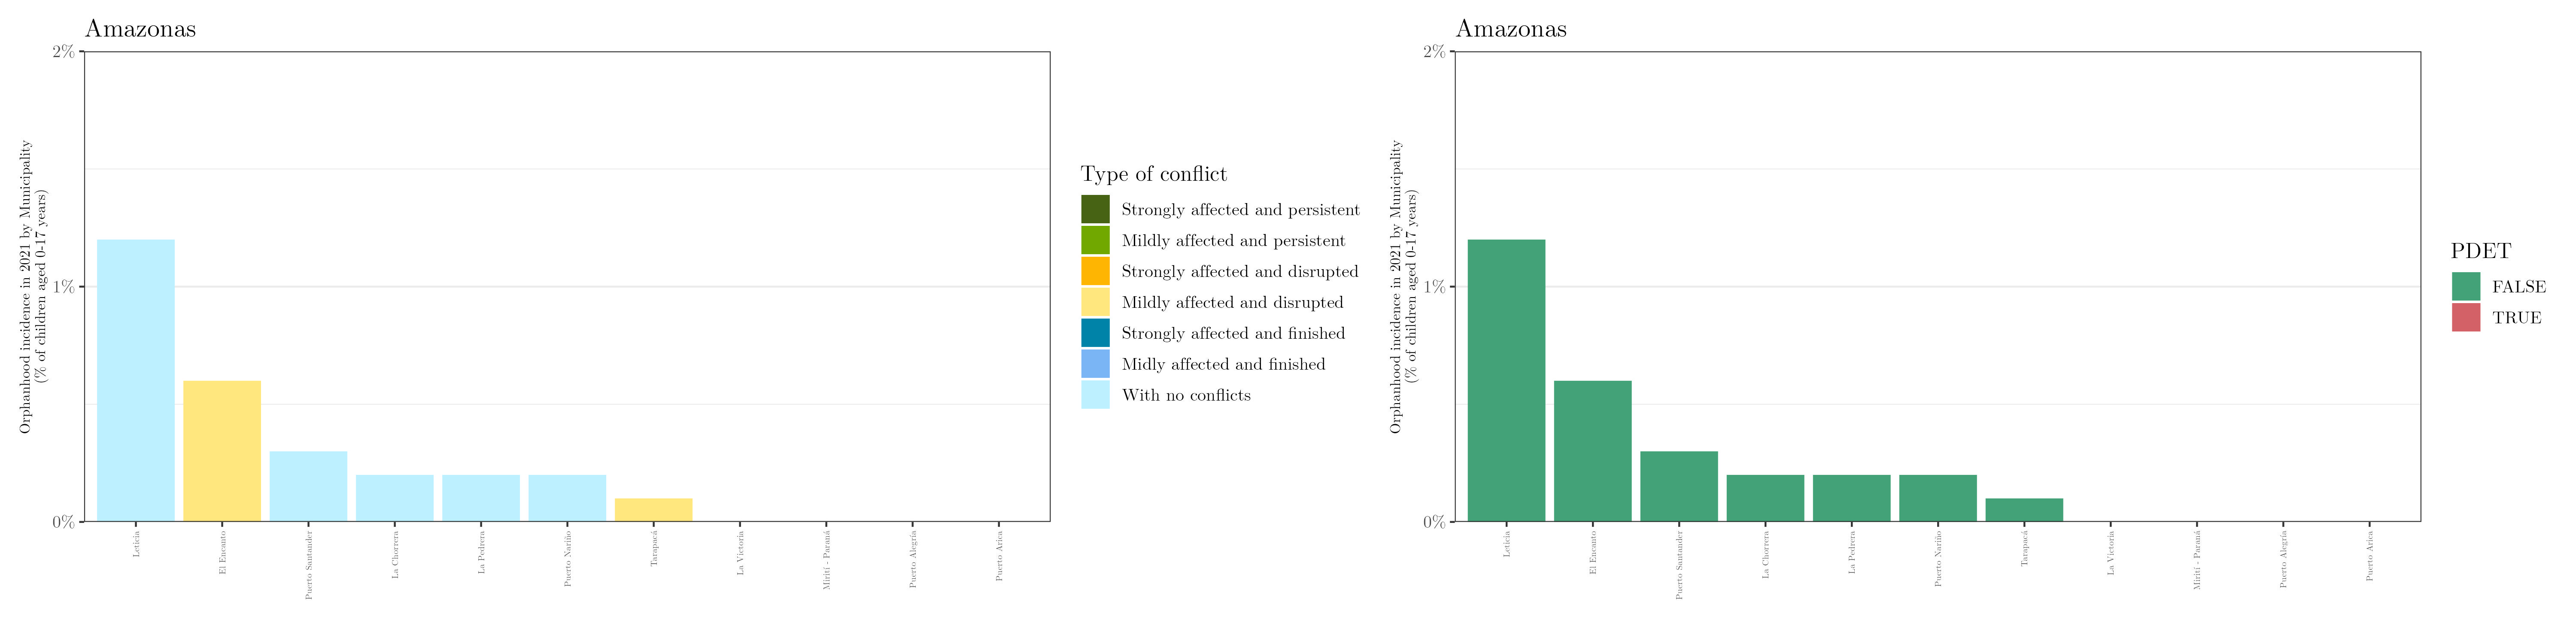 Amazonas
2%
1%
0%
Orphanhood incidence in 2021 by Municipality
(% of children aged 0-17 years)
Leticia
El Encanto
Puerto Santander
La Chorrera
La Pedrera
Puerto Nariño
Tarapacá
La Victoria
Mirití - Paraná
Puerto Alegría
Puerto Arica
Type of conflict
Strongly affected and persistent
Mildly affected and persistent
Strongly affected and disrupted
Mildly affected and disrupted
Strongly affected and finished
Midly affected and finished
With no conflicts
Amazonas
2%
1%
0%
Orphanhood incidence in 2021 by Municipality
(% of children aged 0-17 years)
Leticia
El Encanto
Puerto Santander
La Chorrera
La Pedrera
Puerto Nariño
Tarapacá
La Victoria
Mirití - Paraná
Puerto Alegría
Puerto Arica
PDET
FALSE
TRUE